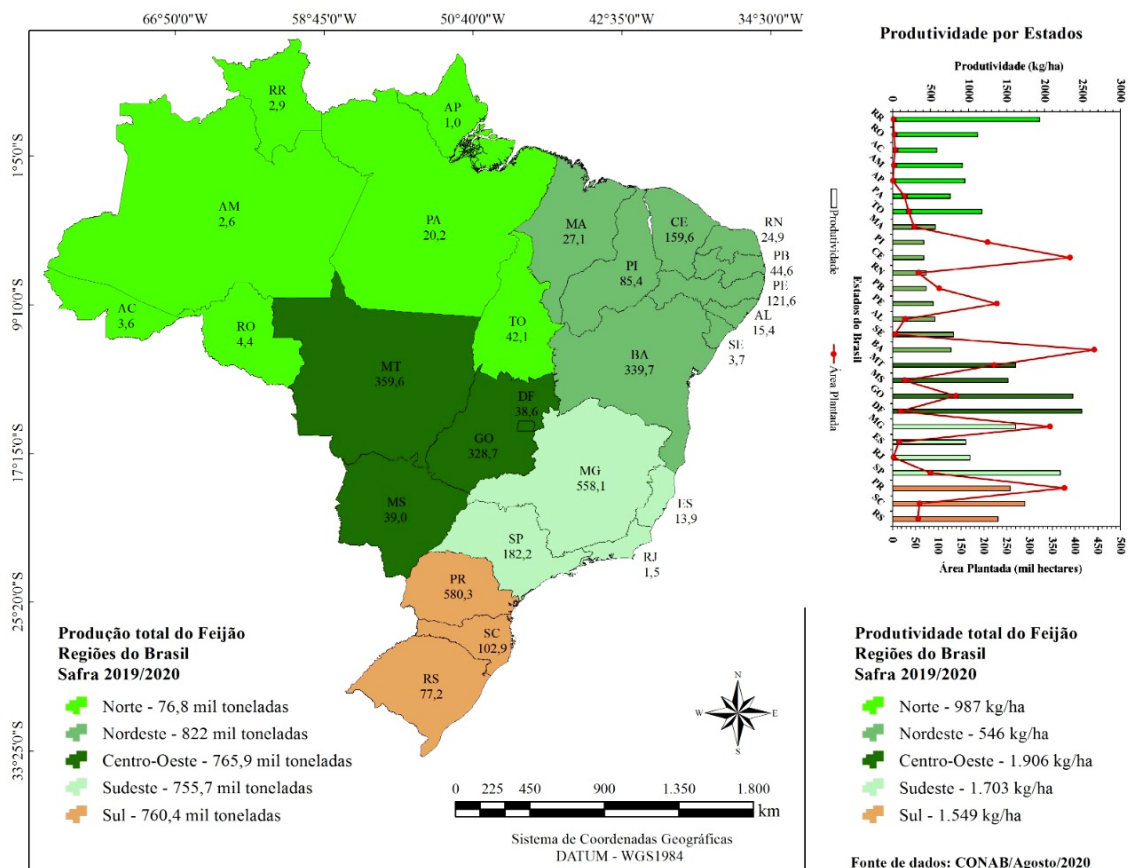 66°50'0"W 58°45'0"W 50°40'0"W 42°35'0"W 34°30'0"W
1°5'0"S
9°10'0"S
17°15'0"S
25°20'0"S
33°25'0"S
RR
2,9
AP
1,0
AM
2,6
PA
20,2
MA
27,1
CE
159,6
RN
24,9
PB
44,6
PI
85,4
PE
121,6
AC
3,6
RO
4,4
TO
42,1
AL
15,4
SE
3,7
MT
359,6
BA
339,7
DF
38,6
GO
328,7
MG
558,1
MS
39,0
ES
13,9
SP
182,2
RJ
1,5
PR
580,3
SC
102,9
RS
77,2
Produção total do Feijão
Regiões do Brasil
Safra 2019/2020
Norte - 76,8 mil toneladas
Nordeste - 822 mil toneladas
Centro-Oeste - 765,9 mil toneladas
Sudeste - 755,7 mil toneladas
Sul - 760,4 mil toneladas
N
W E
S
0 225 450 900 1.350 1.800
km
Sistema de Coordenadas Geográficas
DATUM - WGS1984
Produtividade por Estados
Produtividade (kg/ha)
0 500 1000 1500 2000 2500 3000
RR
RO
AC
AM
AP
PA
TO
MA
PI
CE
RN
PB
PE
AL
SE
BA
MT
MS
GO
DF
MG
ES
RJ
SP
PR
SC
RS
Estados do Brasil
Produtividade
Área Plantada
0 50 100 150 200 250 300 350 400 450 500
Área Plantada (mil hectares)
Produtividade total do Feijão
Regiões do Brasil
Safra 2019/2020
Norte - 987 kg/ha
Nordeste - 546 kg/ha
Centro-Oeste - 1.906 kg/ha
Sudeste - 1.703 kg/ha
Sul - 1.549 kg/ha
Fonte de dados: CONAB/Agosto/2020